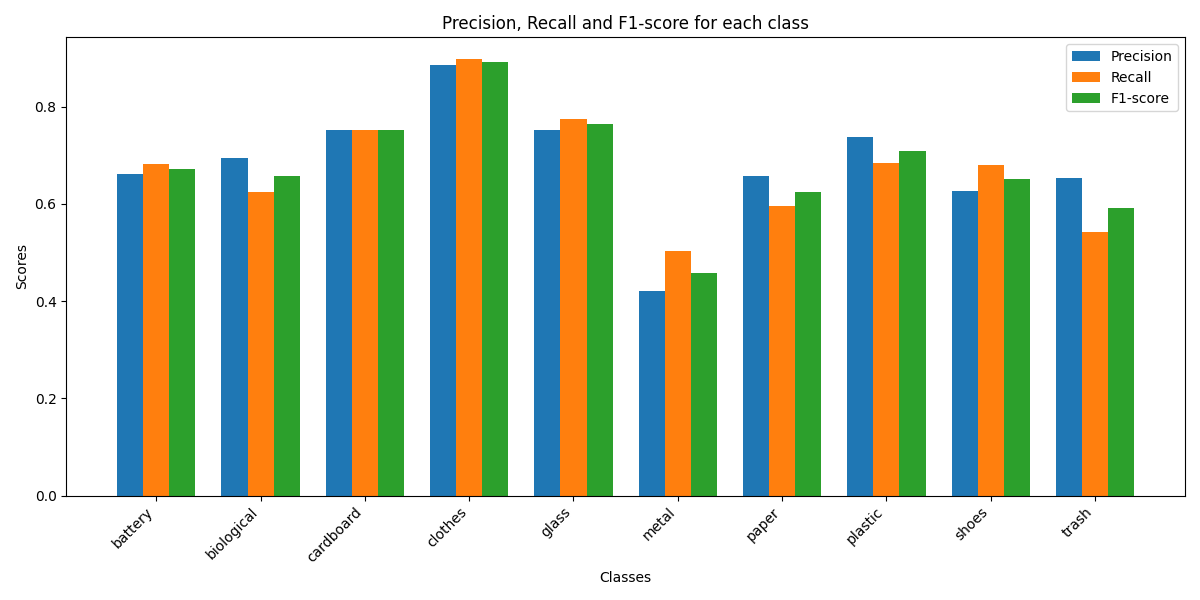 Precision, Recall and F1-score for each class
Precision
Recall
F1-score
Scores
0.8
0.6
0.4
0.2
0.0
battery
biological
cardboard
clothes
glass
metal
paper
plastic
shoes
trash
Classes